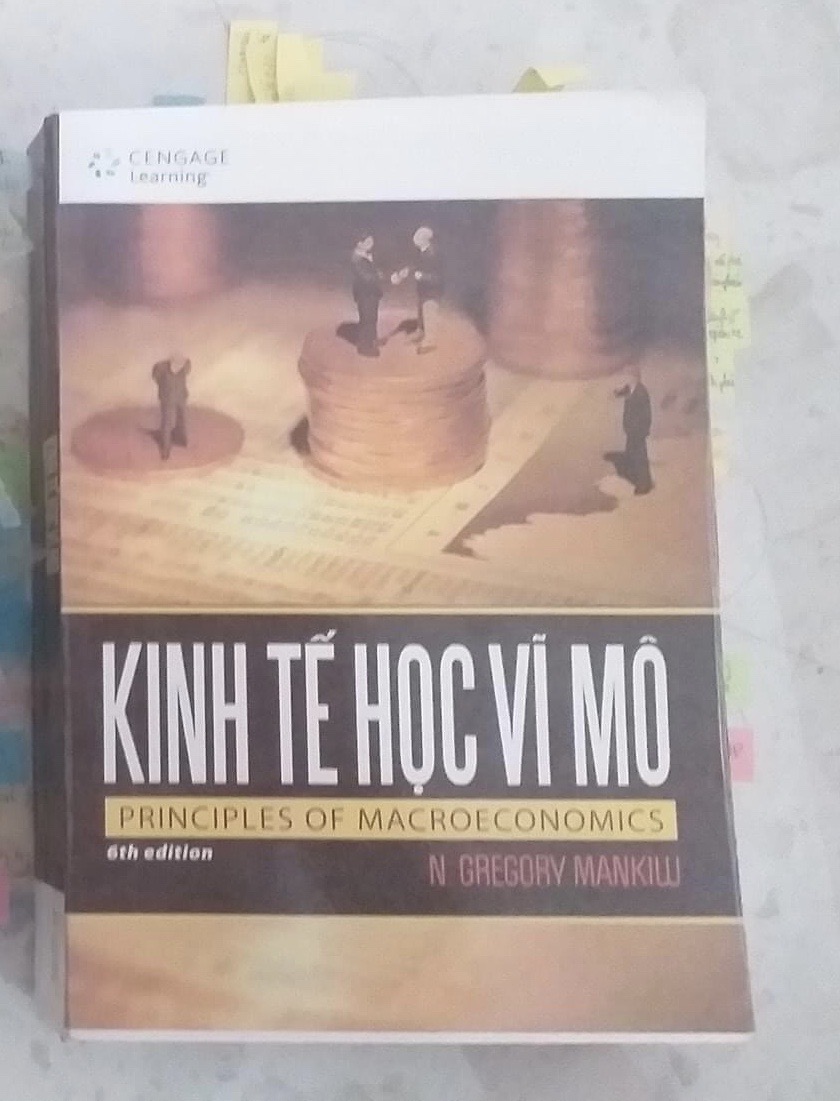 CENGAGE
Learning
KINH TẾ HỌC VĨ MÔ
PRINCIPLES OF MACROECONOMICS
6th edition
N GREGORY MANKIW